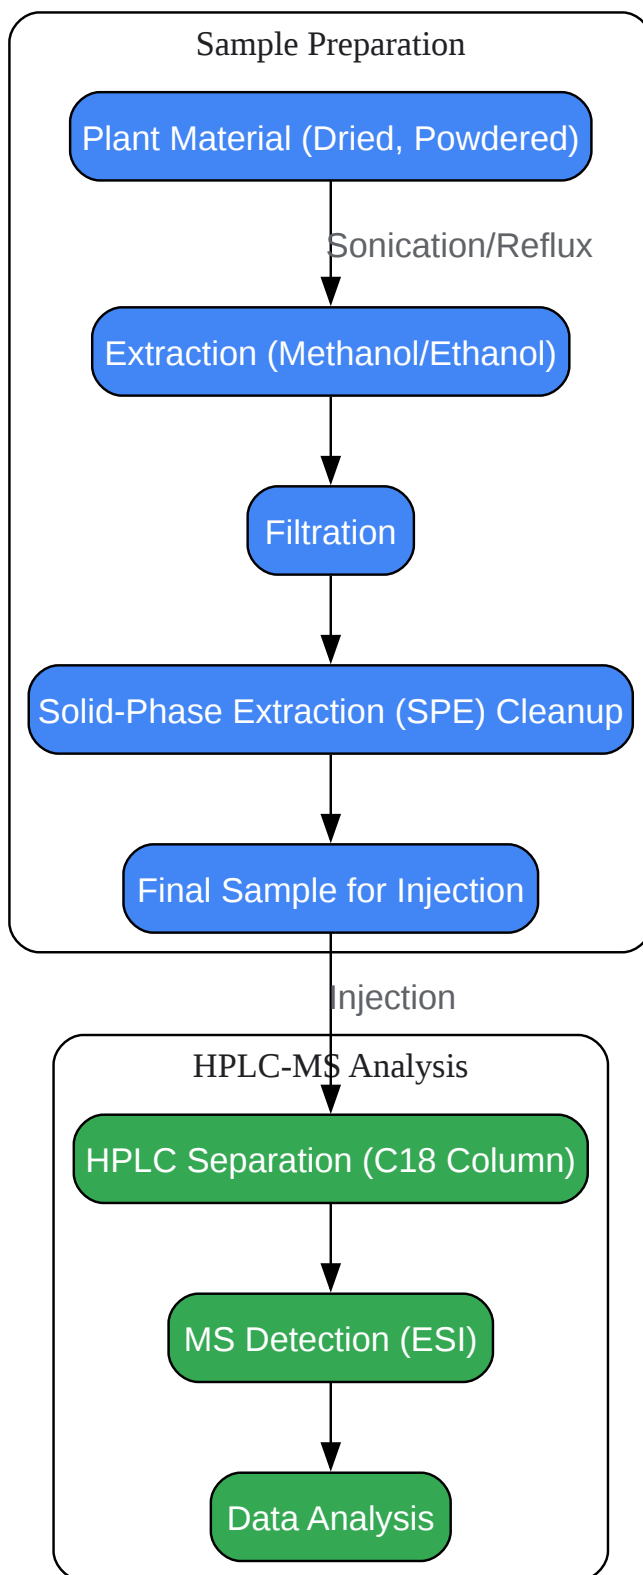 Sample Preparation
Plant Material (Dried, Powdered)
Sonication/Reflux
Extraction (Methanol/Ethanol)
Filtration
Solid-Phase Extraction (SPE) Cleanup
Final Sample for Injection
Injection
HPLC-MS Analysis
HPLC Separation (C18 Column)
MS Detection (ESI)
Data Analysis